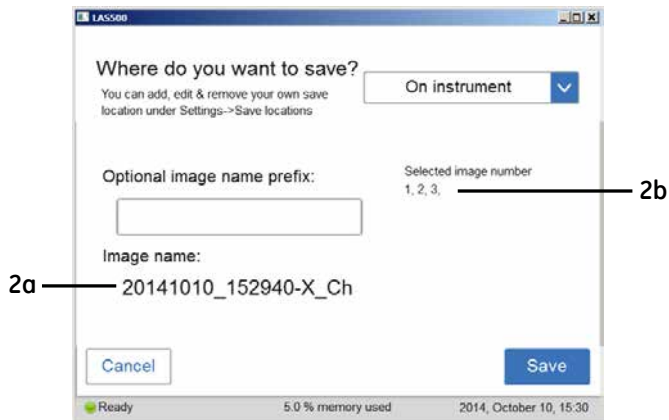 LAS500
Where do you want to save?
You can add, edit & remove your own save
location under Settings->Save locations
On instrument
Optional image name prefix:
Selected image number
1, 2, 3,
2b
Image name:
2a
20141010_152940-X_Ch
Cancel
Save
Ready
5.0 % memory used
2014, October 10, 15:30